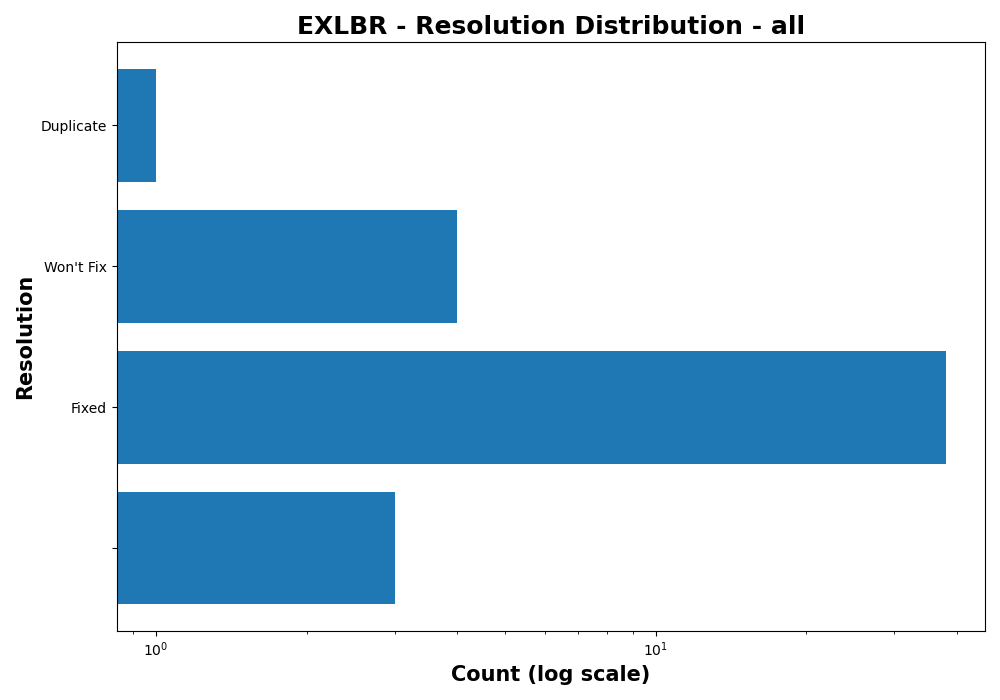 EXLBR - Resolution Distribution - all
Duplicate
Won't Fix
Fixed
Resolution
10⁰
10¹
Count (log scale)